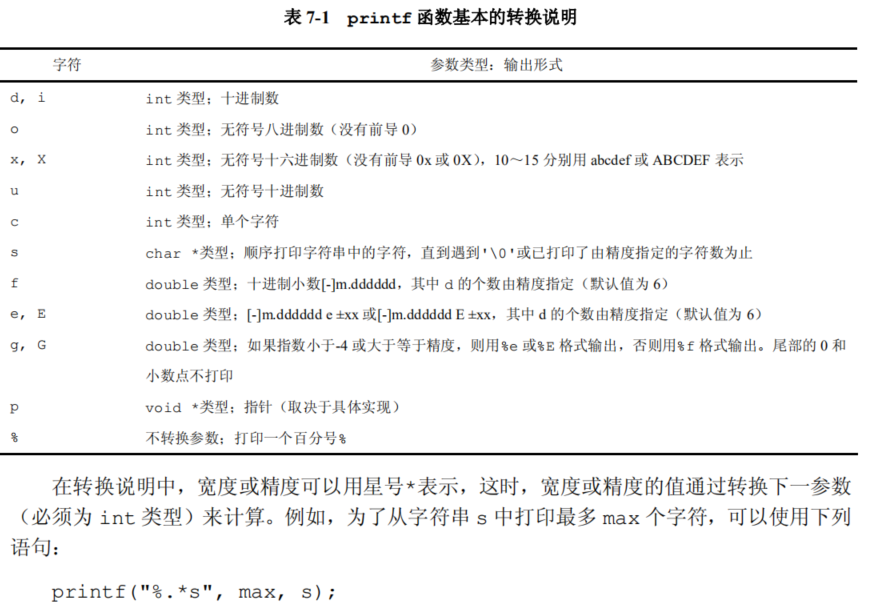 表 7-1 printf 函数基本的转换说明
字符 参数类型；输出形式
d, i int 类型；十进制数
o int 类型；无符号八进制数（没有前导 0）
x, X int 类型；无符号十六进制数（没有前导 0x 或 0X），10～15 分别用 abcdef 或 ABCDEF 表示
u int 类型；无符号十进制数
c int 类型；单个字符
s char *类型；顺序打印字符串中的字符，直到遇到'\0'或已打印了由精度指定的字符数为止
f double 类型；十进制小数[-]m.dddddd，其中 d 的个数由精度指定（默认值为 6）
e, E double 类型；[-]m.dddddd e ±xx 或[-]m.dddddd E ±xx，其中 d 的个数由精度指定（默认值为 6）
g, G double 类型；如果指数小于-4 或大于等于精度，则用%e 或%E 格式输出，否则用%f 格式输出。尾部的 0 和
小数点不打印
p void *类型；指针（取决于具体实现）
% 不转换参数；打印一个百分号%
在转换说明中，宽度或精度可以用星号*表示，这时，宽度或精度的值通过转换下一参数
（必须为 int 类型）来计算。例如，为了从字符串 s 中打印最多 max 个字符，可以使用下列
语句：
printf("%.*s", max, s);